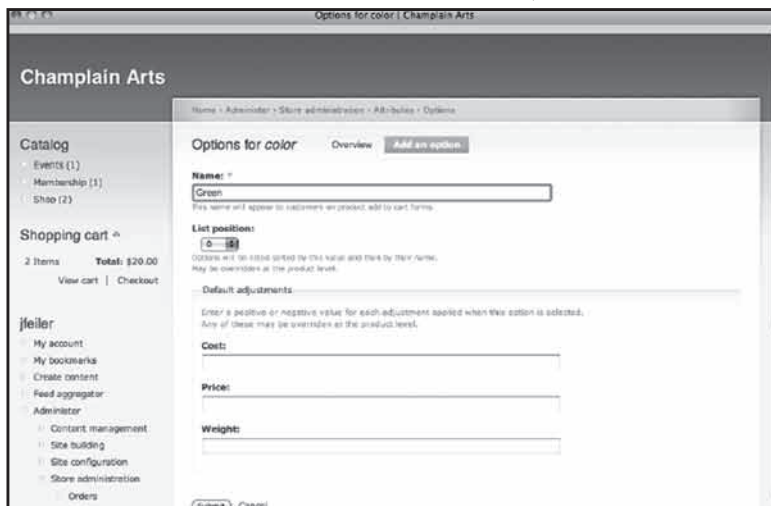 Options for color | Champlain Arts
Champlain Arts
Home › Administer › Store administration › Attributes › Options
Catalog
Events (1)
Membership (1)
Shop (2)
Shopping cart
2 Items Total: $20.00
View cart | Checkout
jfeiler
My account
My bookmarks
Create content
Feed aggregator
Administer
Content management
Site building
Site configuration
Store administration
Orders
Options for color Overview Add an option
Name: *
Green
This name will appear to customers on product add to cart forms.
List position:
0
Options will be listed sorted by this value and then by their name.
May be overriden at the product level.
Default adjustments
Enter a positive or negative value for each adjustment applied when this option is selected.
Any of these may be overriden at the product level.
Cost:
Price:
Weight:
Submit Cancel